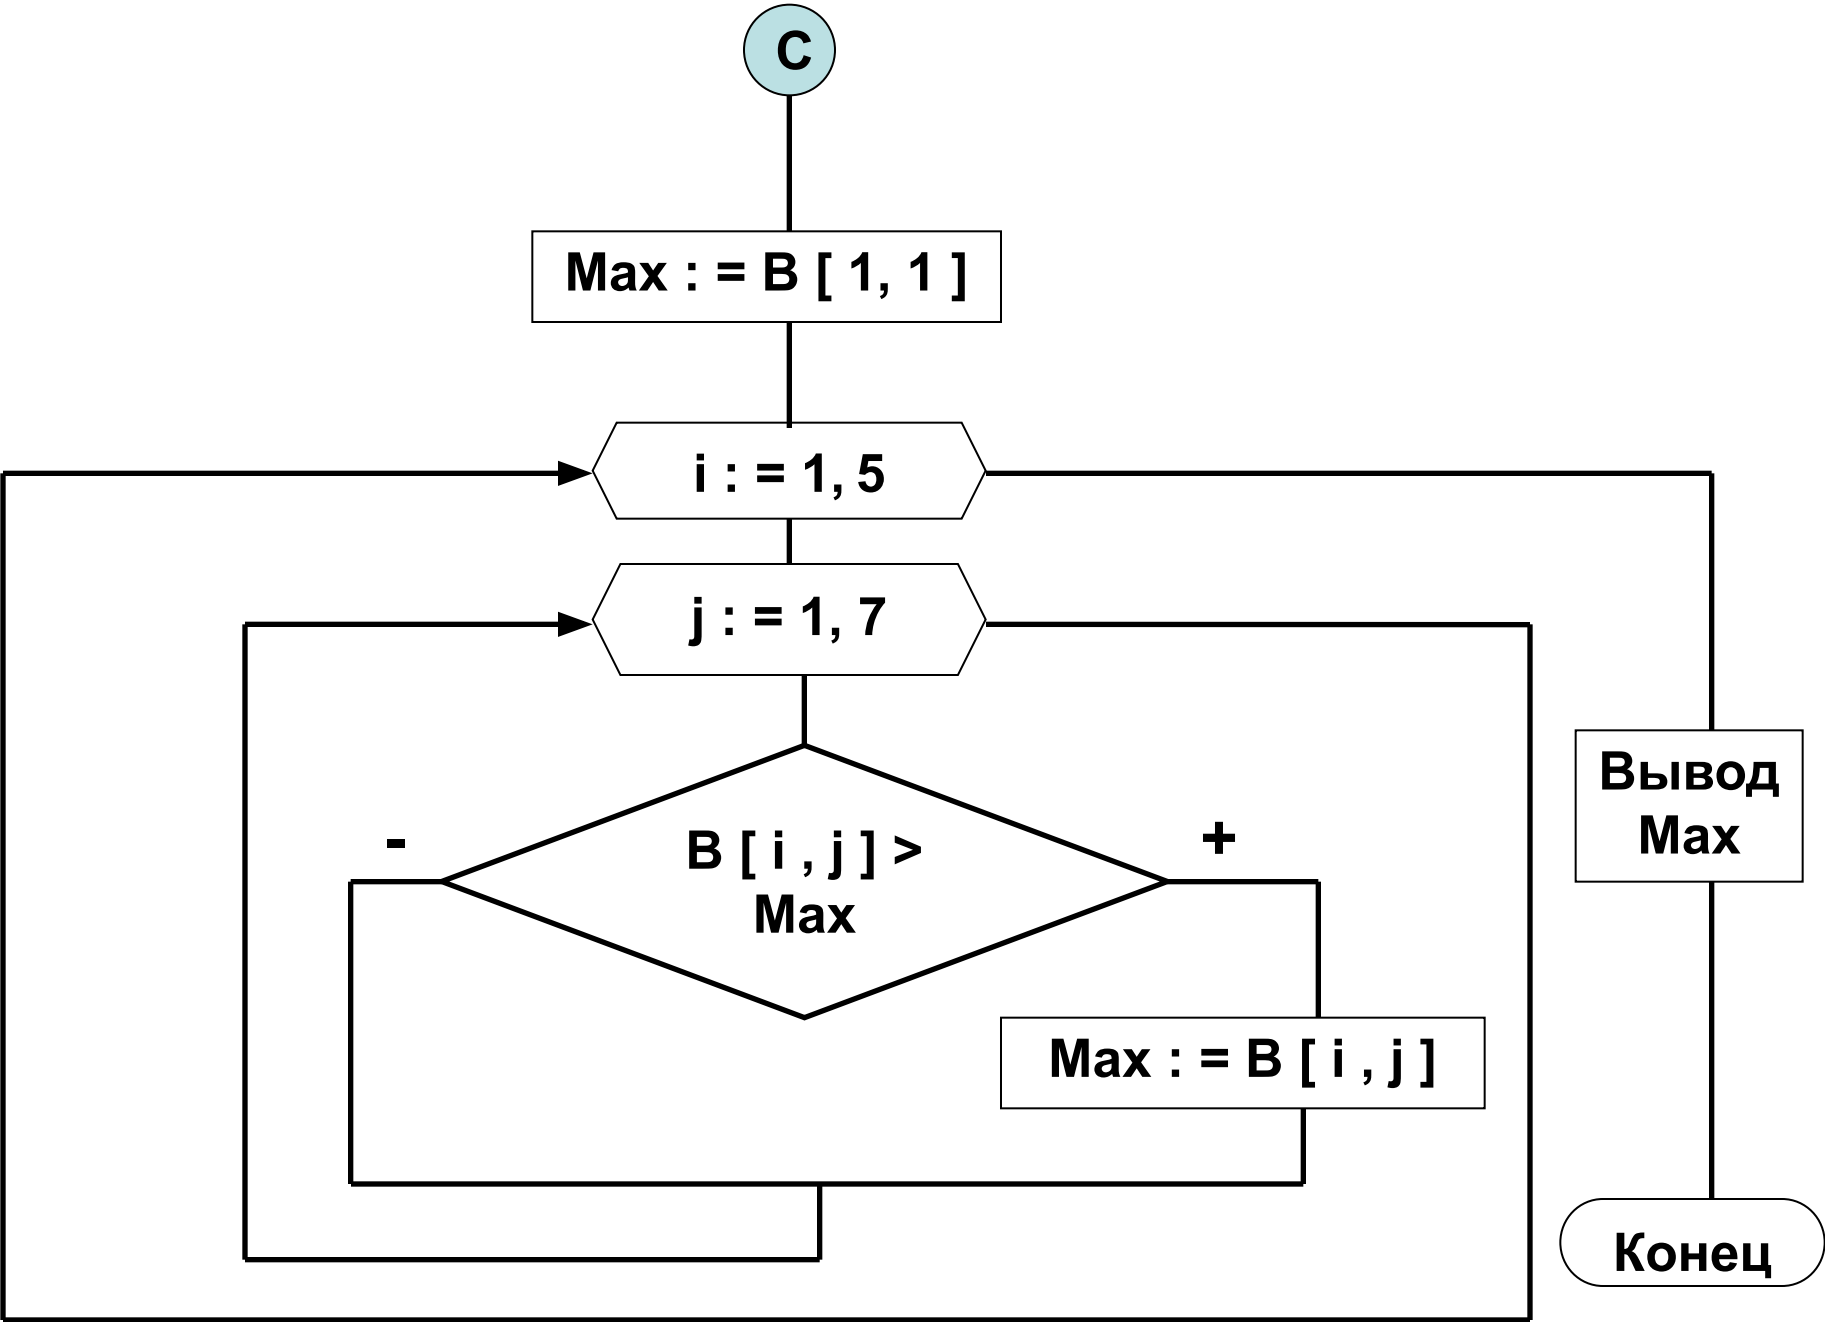 С
Max : = B [ 1, 1 ]
i : = 1, 5
j : = 1, 7
B [ i , j ] >
Max
-
+
Max : = B [ i , j ]
Вывод
Max
Конец